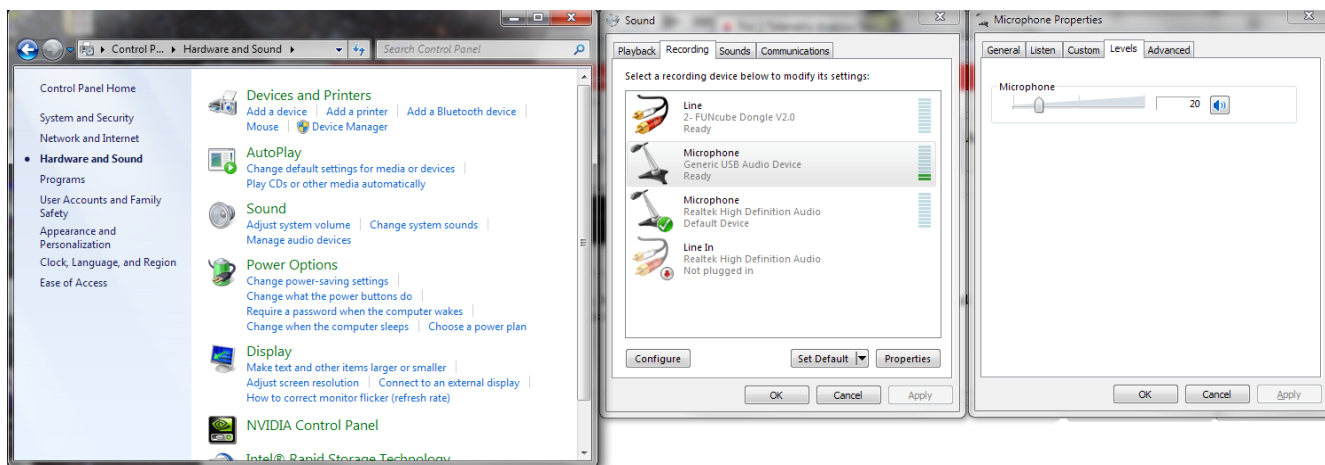 Control P... ▸ Hardware and Sound ▸
Search Control Panel
Control Panel Home
System and Security
Network and Internet
Hardware and Sound
Programs
User Accounts and Family
Safety
Appearance and
Personalization
Clock, Language, and Region
Ease of Access
Devices and Printers
Add a device
Add a printer
Add a Bluetooth device
Mouse
Device Manager
AutoPlay
Change default settings for media or devices
Play CDs or other media automatically
Sound
Adjust system volume
Change system sounds
Manage audio devices
Power Options
Change power-saving settings
Change what the power buttons do
Require a password when the computer wakes
Change when the computer sleeps
Choose a power plan
Display
Make text and other items larger or smaller
Adjust screen resolution
Connect to an external display
How to correct monitor flicker (refresh rate)
NVIDIA Control Panel
Intel® Rapid Storage Technology
Sound
Playback Recording Sounds Communications
Select a recording device below to modify its settings:
Line
2- FUNcube Dongle V2.0
Ready
Microphone
Generic USB Audio Device
Ready
Microphone
Realtek High Definition Audio
Default Device
Line In
Realtek High Definition Audio
Not plugged in
Configure
Set Default
Properties
OK
Cancel
Apply
Microphone Properties
General Listen Custom Levels Advanced
Microphone
20
OK
Cancel
Apply